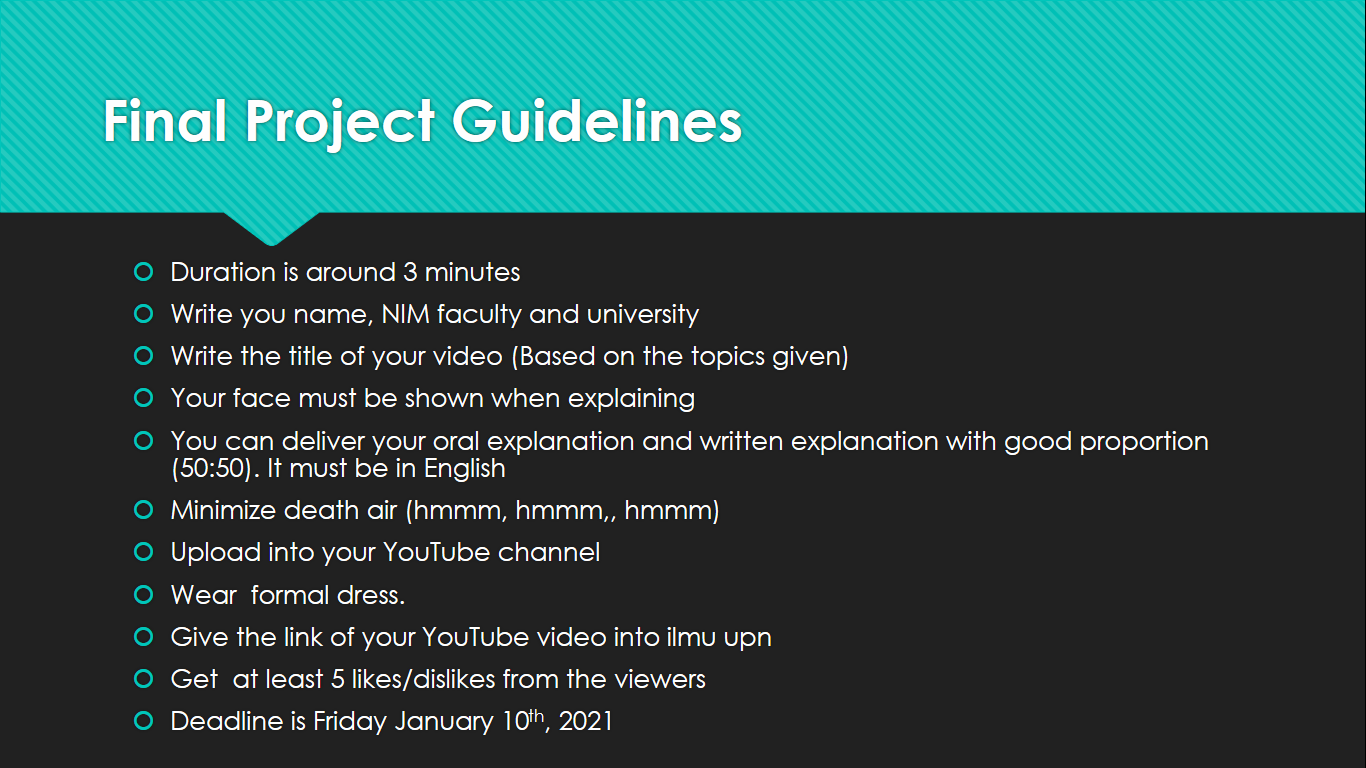 Final Project Guidelines
Duration is around 3 minutes
Write you name, NIM faculty and university
Write the title of your video (Based on the topics given)
Your face must be shown when explaining
You can deliver your oral explanation and written explanation with good proportion
(50:50). It must be in English
Minimize death air (hmmm, hmmm,, hmmm)
Upload into your YouTube channel
Wear  formal dress.
Give the link of your YouTube video into ilmu upn
Get  at least 5 likes/dislikes from the viewers
Deadline is Friday January 10th, 2021